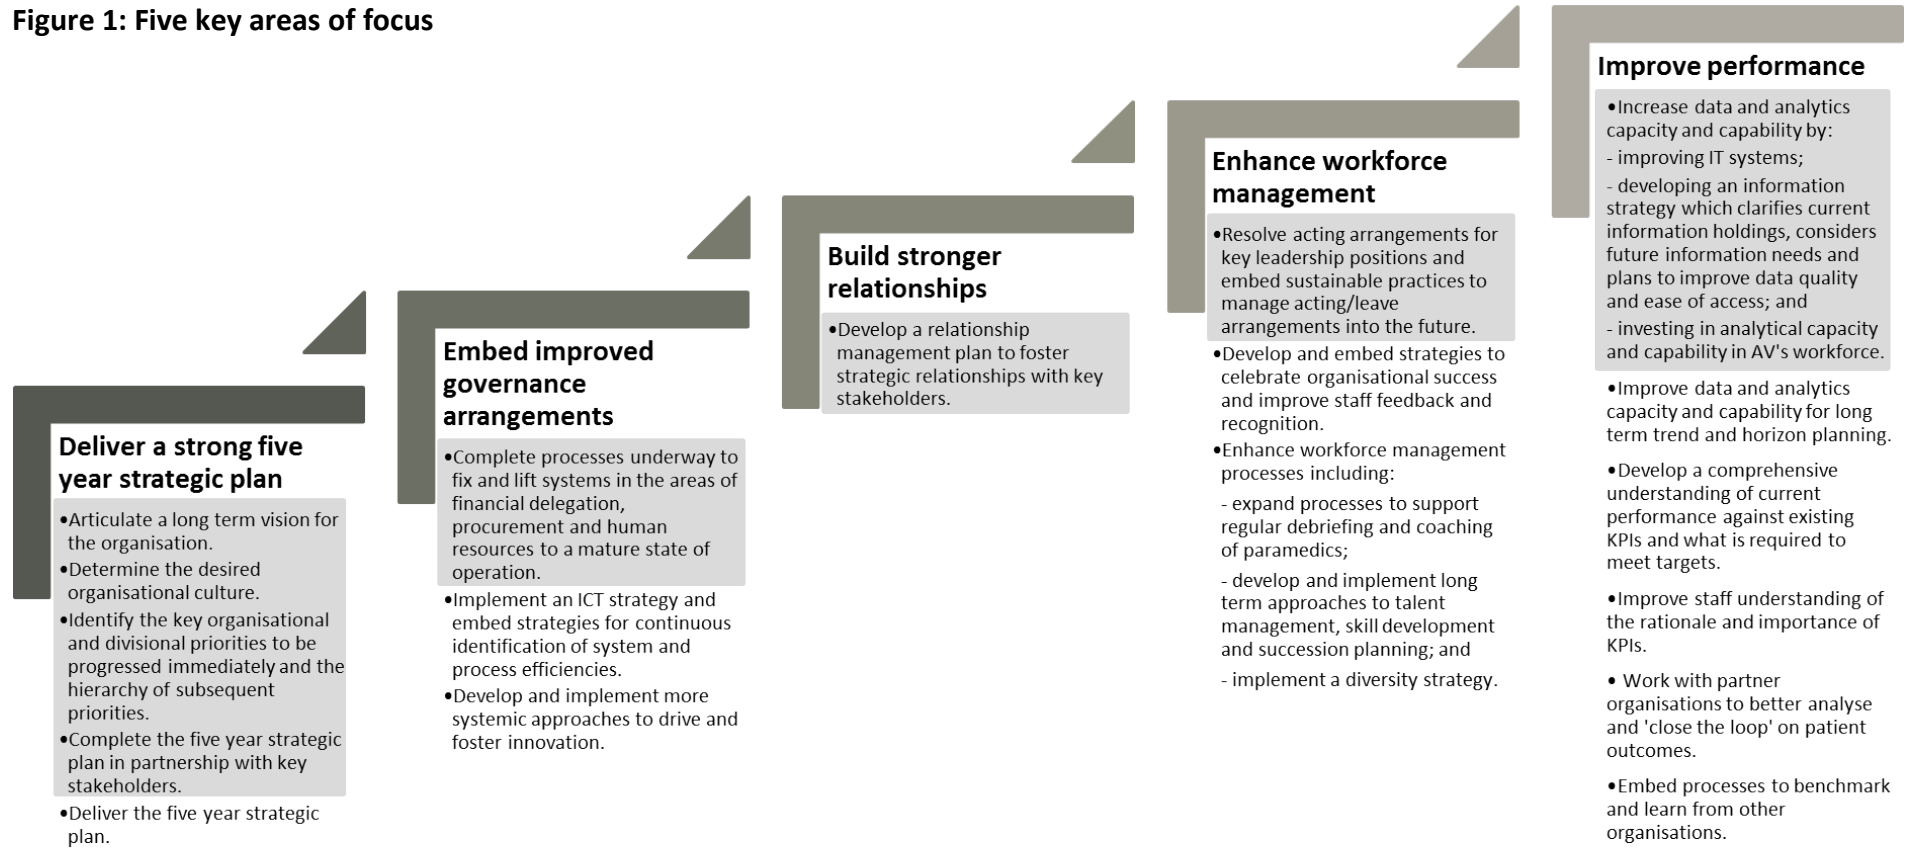 Figure 1: Five key areas of focus
Deliver a strong five
year strategic plan
•Articulate a long term vision for
the organisation.
•Determine the desired
organisational culture.
•Identify the key organisational
and divisional priorities to be
progressed immediately and the
hierarchy of subsequent
priorities.
•Complete the five year strategic
plan in partnership with key
stakeholders.
•Deliver the five year strategic
plan.
Embed improved
governance
arrangements
•Complete processes underway to
fix and lift systems in the areas of
financial delegation,
procurement and human
resources to a mature state of
operation.
•Implement an ICT strategy and
embed strategies for continuous
identification of system and
process efficiencies.
•Develop and implement more
systemic approaches to drive and
foster innovation.
Build stronger
relationships
•Develop a relationship
management plan to foster
strategic relationships with key
stakeholders.
Enhance workforce
management
•Resolve acting arrangements for
key leadership positions and
embed sustainable practices to
manage acting/leave
arrangements into the future.
•Develop and embed strategies to
celebrate organisational success
and improve staff feedback and
recognition.
•Enhance workforce management
processes including:
- expand processes to support
regular debriefing and coaching
of paramedics;
- develop and implement long
term approaches to talent
management, skill development
and succession planning; and
- implement a diversity strategy.
Improve performance
•Increase data and analytics
capacity and capability by:
- improving IT systems;
- developing an information
strategy which clarifies current
information holdings, considers
future information needs and
plans to improve data quality
and ease of access; and
- investing in analytical capacity
and capability in AV's workforce.
•Improve data and analytics
capacity and capability for long
term trend and horizon planning.
•Develop a comprehensive
understanding of current
performance against existing
KPIs and what is required to
meet targets.
•Improve staff understanding of
the rationale and importance of
KPIs.
• Work with partner
organisations to better analyse
and 'close the loop' on patient
outcomes.
•Embed processes to benchmark
and learn from other
organisations.